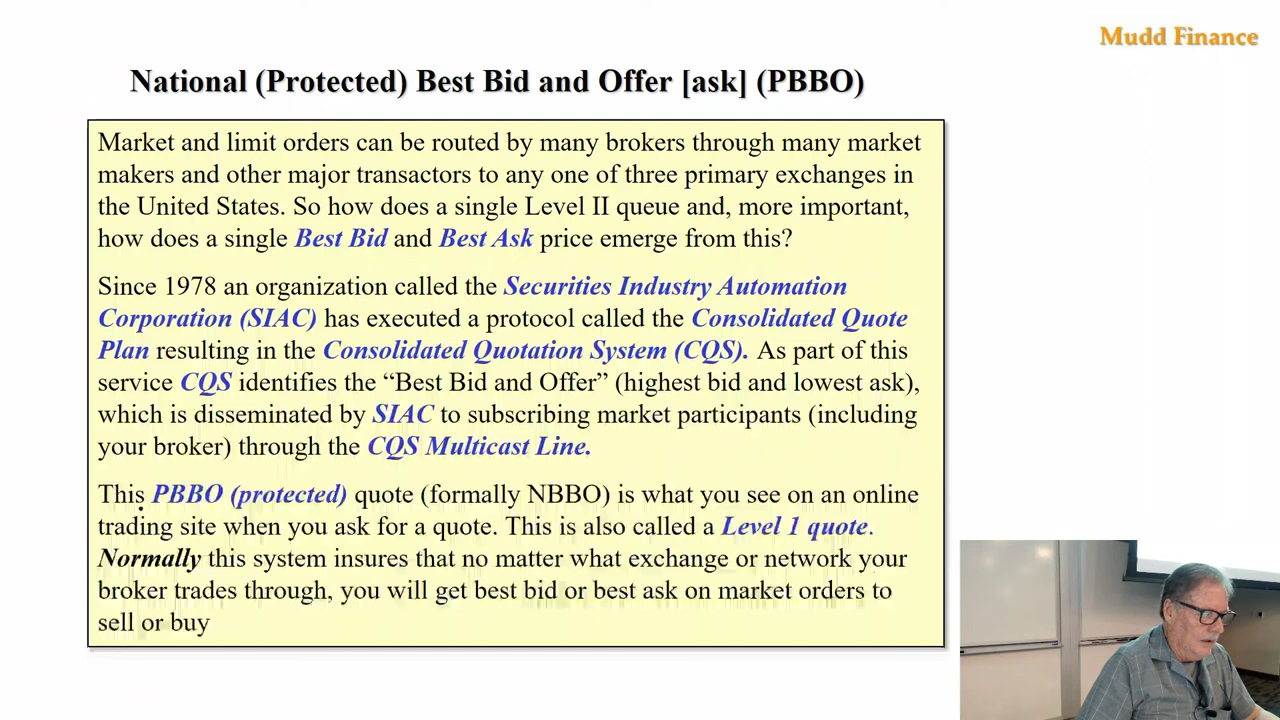 Mudd Finance
National (Protected) Best Bid and Offer [ask] (PBBO)
Market and limit orders can be routed by many brokers through many market
makers and other major transactors to any one of three primary exchanges in
the United States. So how does a single Level II queue and, more important,
how does a single Best Bid and Best Ask price emerge from this?
Since 1978 an organization called the Securities Industry Automation
Corporation (SIAC) has executed a protocol called the Consolidated Quote
Plan resulting in the Consolidated Quotation System (CQS). As part of this
service CQS identifies the “Best Bid and Offer” (highest bid and lowest ask),
which is disseminated by SIAC to subscribing market participants (including
your broker) through the CQS Multicast Line.
This PBBO (protected) quote (formally NBBO) is what you see on an online
trading site when you ask for a quote. This is also called a Level 1 quote.
Normally this system insures that no matter what exchange or network your
broker trades through, you will get best bid or best ask on market orders to
sell or buy